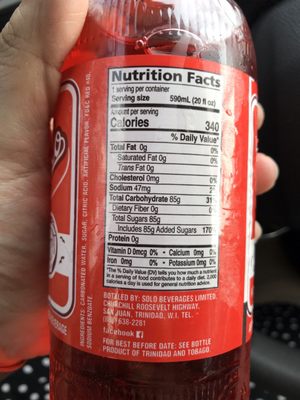 Nutrition Facts
1 serving per container
Serving size 590mL (20 fl oz)
Amount per serving
Calories 340
% Daily Value*
Total Fat 0g 0%
Saturated Fat 0g 0%
Trans Fat 0g
Cholesterol 0mg 0%
Sodium 47mg 2%
Total Carbohydrate 85g 31%
Dietary Fiber 0g 0%
Total Sugars 85g
Includes 85g Added Sugars 170
Protein 0g
Vitamin D 0mcg 0% • Calcium 0mg 0%
Iron 0mg 0% • Potassium 0mg 0%
*The % Daily Value (DV) tells you how much a nutrient
in a serving of food contributes to a daily diet. 2,000
calories a day is used for general nutrition advice.
BOTTLED BY: SOLO BEVERAGES LIMITED.
CHURCHILL ROOSEVELT HIGHWAY.
SAN JUAN, TRINIDAD, W.I. TEL.
638-2281
facebook
FOR BEST BEFORE DATE: SEE BOTTLE
PRODUCT OF TRINIDAD AND TOBAGO.
INGREDIENTS: CARBONATED WATER, SUGAR, CITRIC ACID, ARTIFICIAL FLAVOR, FD&C RED #40,
SODIUM BENZOATE.